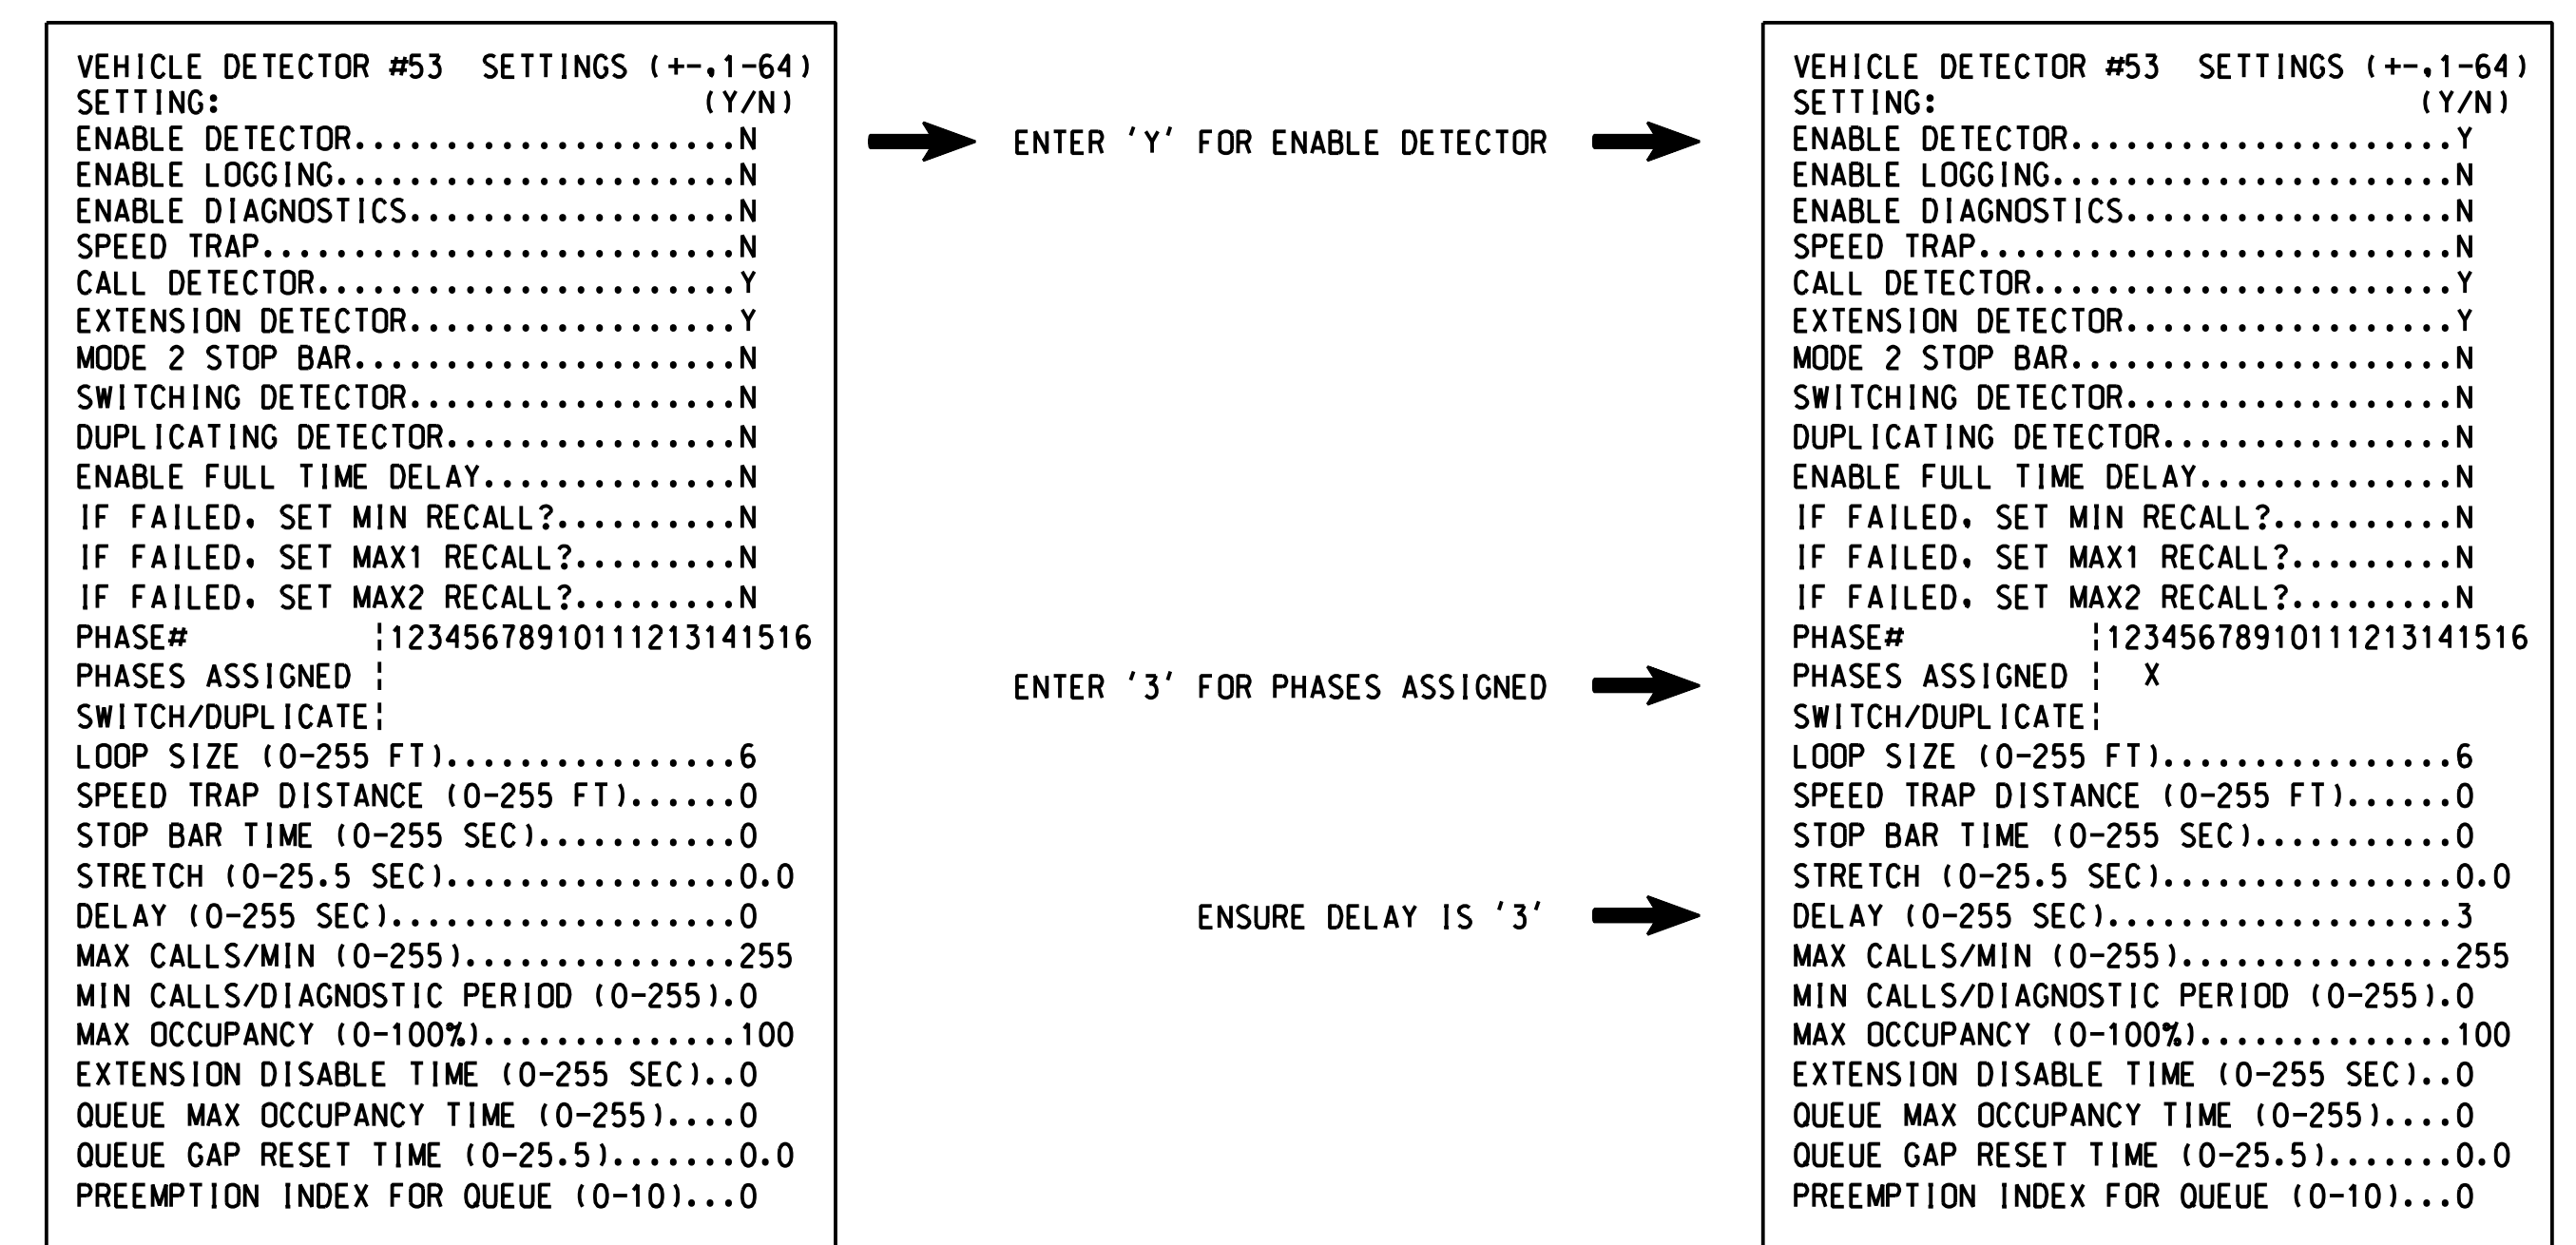 VEHICLE DETECTOR #53  SETTINGS (+-,1-64)
SETTING:                          (Y/N)
ENABLE DETECTOR.....................N
ENABLE LOGGING......................N
ENABLE DIAGNOSTICS..................N
SPEED TRAP..........................N
CALL DETECTOR.......................Y
EXTENSION DETECTOR..................Y
MODE 2 STOP BAR.....................N
SWITCHING DETECTOR..................N
DUPLICATING DETECTOR................N
ENABLE FULL TIME DELAY..............N
IF FAILED, SET MIN RECALL?..........N
IF FAILED, SET MAX1 RECALL?.........N
IF FAILED, SET MAX2 RECALL?.........N
PHASE#           ¦12345678910111213141516
PHASES ASSIGNED  ¦
SWITCH/DUPLICATE¦
LOOP SIZE (0-255 FT)................6
SPEED TRAP DISTANCE (0-255 FT)......0
STOP BAR TIME (0-255 SEC)...........0
STRETCH (0-25.5 SEC)................0.0
DELAY (0-255 SEC)...................0
MAX CALLS/MIN (0-255)...............255
MIN CALLS/DIAGNOSTIC PERIOD (0-255).0
MAX OCCUPANCY (0-100%)..............100
EXTENSION DISABLE TIME (0-255 SEC)..0
QUEUE MAX OCCUPANCY TIME (0-255)....0
QUEUE GAP RESET TIME (0-25.5).......0.0
PREEMPTION INDEX FOR QUEUE (0-10)...0
ENTER 'Y' FOR ENABLE DETECTOR
ENTER '3' FOR PHASES ASSIGNED
ENSURE DELAY IS '3'
VEHICLE DETECTOR #53  SETTINGS (+-,1-64)
SETTING:                          (Y/N)
ENABLE DETECTOR.....................Y
ENABLE LOGGING......................N
ENABLE DIAGNOSTICS..................N
SPEED TRAP..........................N
CALL DETECTOR.......................Y
EXTENSION DETECTOR..................Y
MODE 2 STOP BAR.....................N
SWITCHING DETECTOR..................N
DUPLICATING DETECTOR................N
ENABLE FULL TIME DELAY..............N
IF FAILED, SET MIN RECALL?..........N
IF FAILED, SET MAX1 RECALL?.........N
IF FAILED, SET MAX2 RECALL?.........N
PHASE#           ¦12345678910111213141516
PHASES ASSIGNED  ¦  X
SWITCH/DUPLICATE¦
LOOP SIZE (0-255 FT)................6
SPEED TRAP DISTANCE (0-255 FT)......0
STOP BAR TIME (0-255 SEC)...........0
STRETCH (0-25.5 SEC)................0.0
DELAY (0-255 SEC)...................3
MAX CALLS/MIN (0-255)...............255
MIN CALLS/DIAGNOSTIC PERIOD (0-255).0
MAX OCCUPANCY (0-100%)..............100
EXTENSION DISABLE TIME (0-255 SEC)..0
QUEUE MAX OCCUPANCY TIME (0-255)....0
QUEUE GAP RESET TIME (0-25.5).......0.0
PREEMPTION INDEX FOR QUEUE (0-10)...0